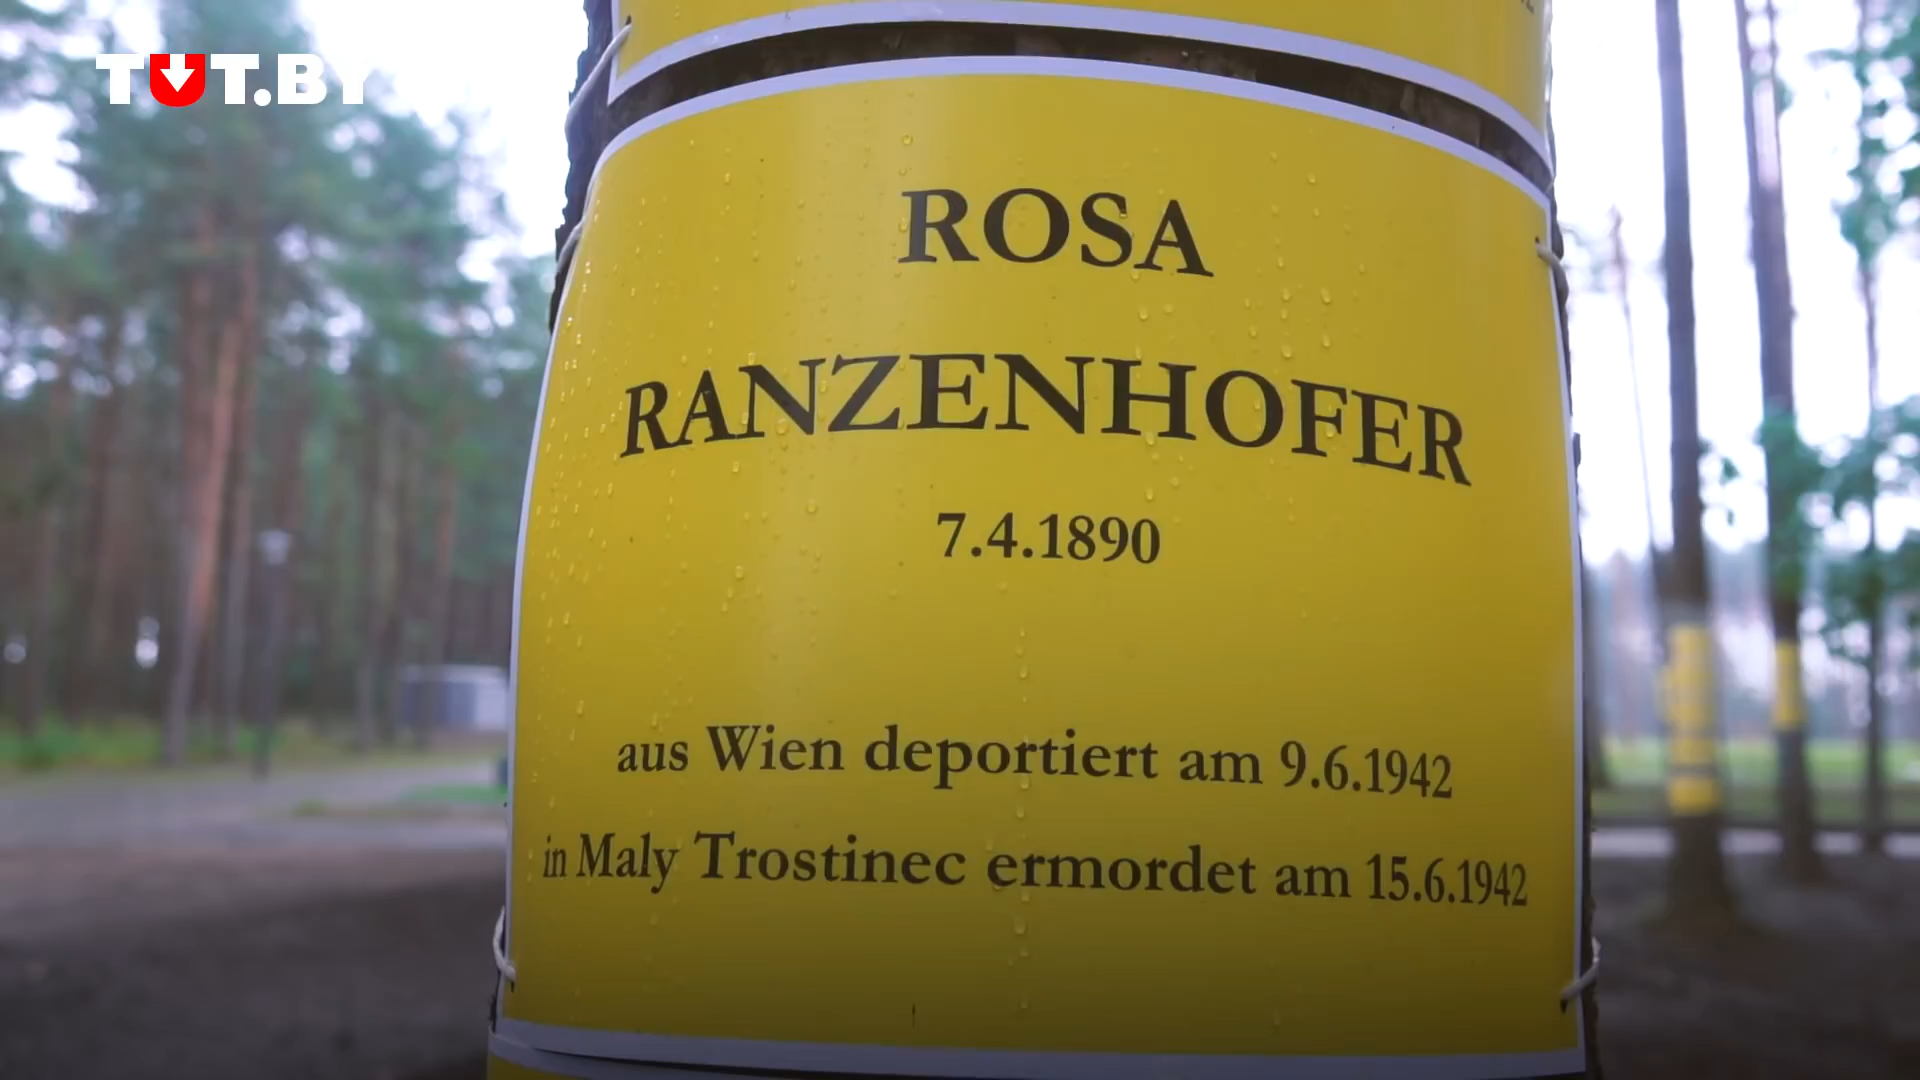 TUT.BY
ROSA
RANZENHOFER
7.4.1890
aus Wien deportiert am 9.6.1942
in Maly Trostinec ermordet am 15.6.1942